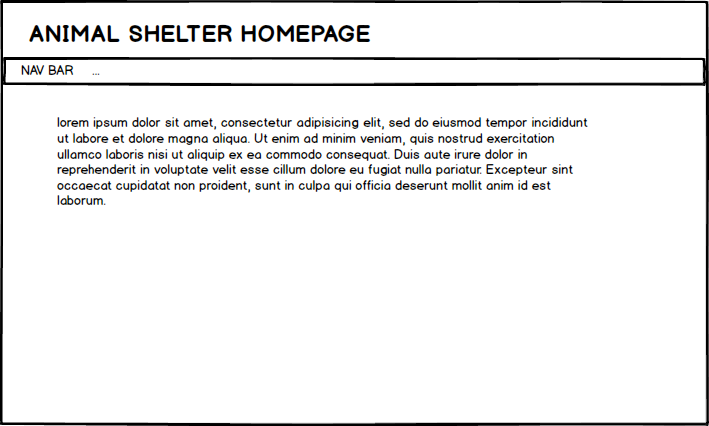 ANIMAL SHELTER HOMEPAGE
NAV BAR ...
lorem ipsum dolor sit amet, consectetur adipisicing elit, sed do eiusmod tempor incididunt
ut labore et dolore magna aliqua. Ut enim ad minim veniam, quis nostrud exercitation
ullamco laboris nisi ut aliquip ex ea commodo consequat. Duis aute irure dolor in
reprehenderit in voluptate velit esse cillum dolore eu fugiat nulla pariatur. Excepteur sint
occaecat cupidatat non proident, sunt in culpa qui officia deserunt mollit anim id est
laborum.